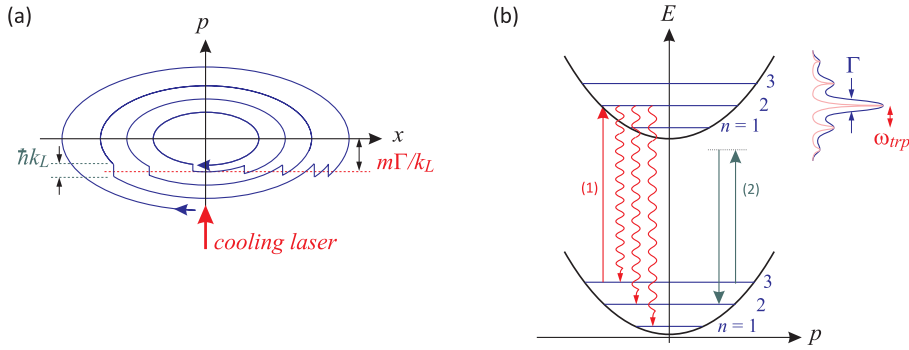 (a)
p
x
ħk_L
mΓ/k_L
cooling laser
(b)
E
3
2
n = 1
Γ
ω_trp
(1)
(2)
3
2
n = 1
p